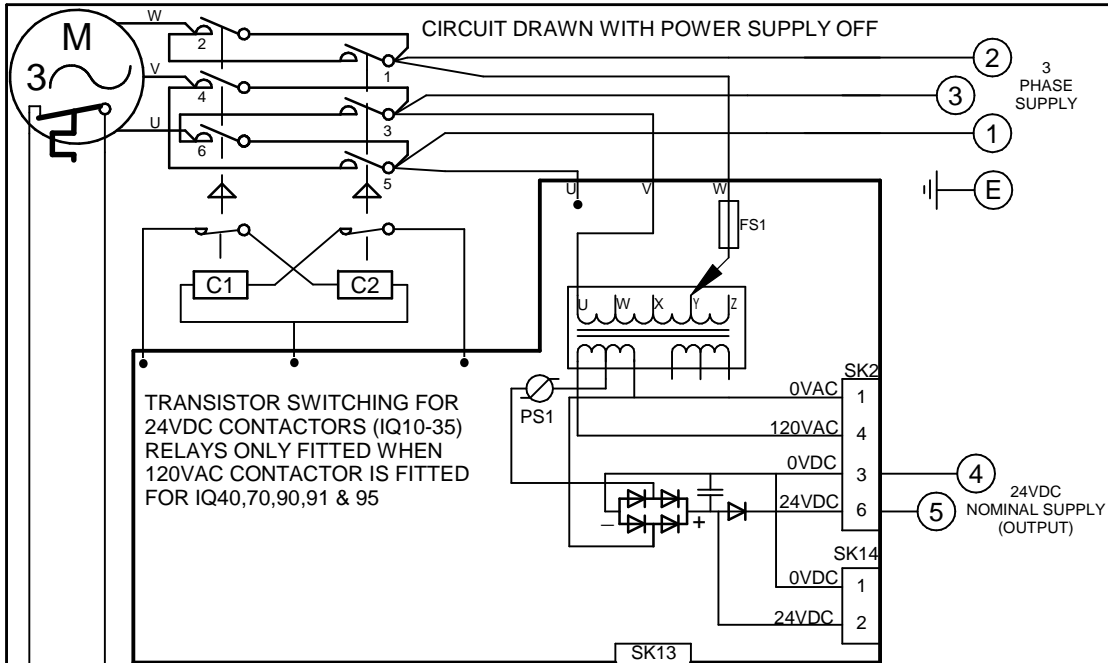 CIRCUIT DRAWN WITH POWER SUPPLY OFF
M
3
W
V
U
2
4
6
1
3
5
2
3
1
3
PHASE
SUPPLY
E
U
V
W
FS1
C1
C2
U
W
X
Y
Z
TRANSISTOR SWITCHING FOR
24VDC CONTACTORS (IQ10-35)
RELAYS ONLY FITTED WHEN
120VAC CONTACTOR IS FITTED
FOR IQ40,70,90,91 & 95
PS1
SK2
0VAC
1
120VAC
4
0VDC
3
24VDC
6
4
5
24VDC
NOMINAL SUPPLY
(OUTPUT)
− +
SK14
0VDC
1
24VDC
2
SK13